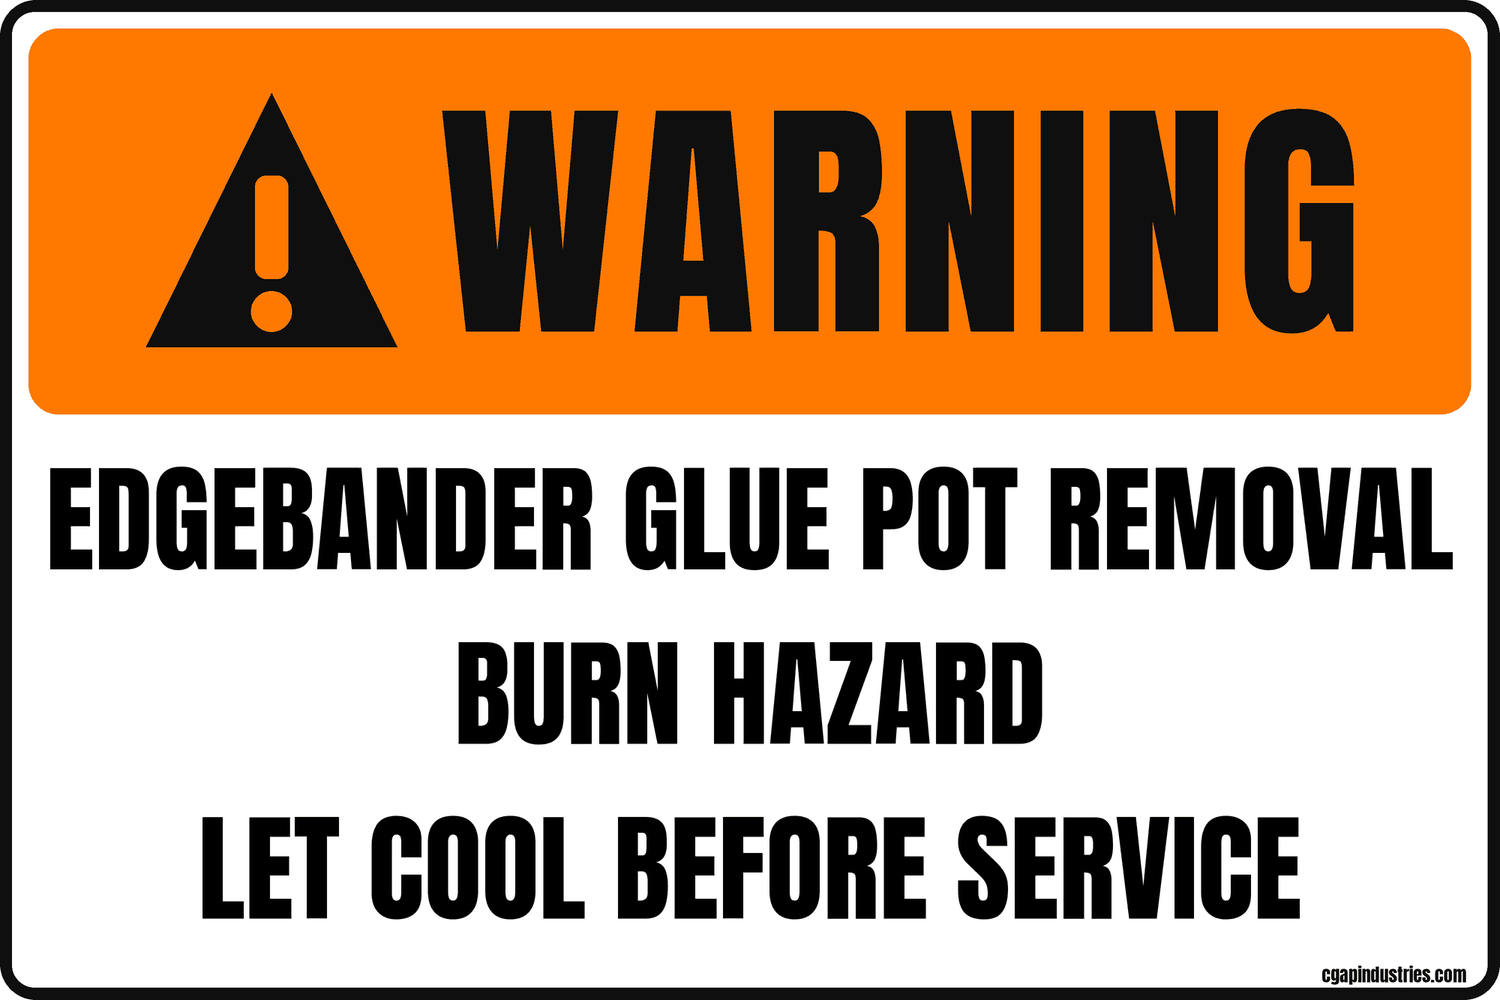 WARNING
EDGEBANDER GLUE POT REMOVAL
BURN HAZARD
LET COOL BEFORE SERVICE
cgapindustries.com